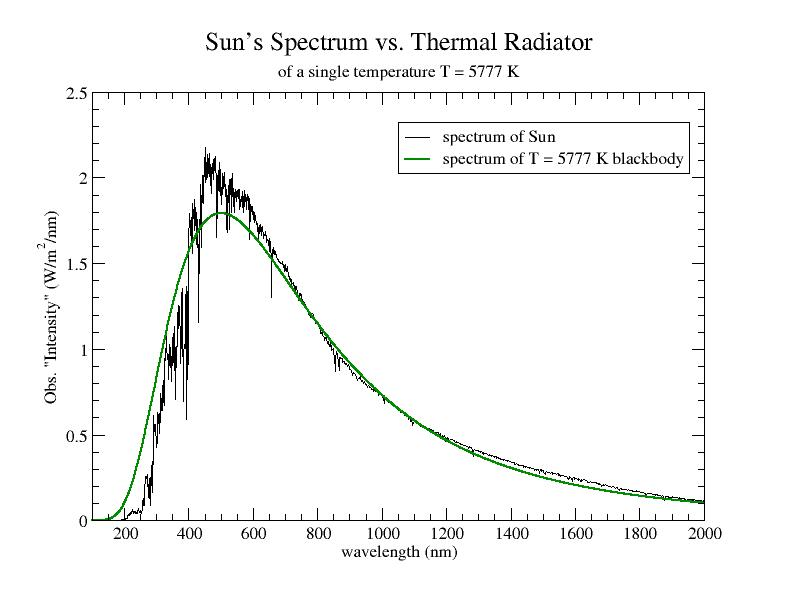 Sun's Spectrum vs. Thermal Radiator
of a single temperature T = 5777 K
spectrum of Sun
spectrum of T = 5777 K blackbody
Obs. "Intensity" (W/m²/nm)
2.5
2
1.5
1
0.5
0
200 400 600 800 1000 1200 1400 1600 1800 2000
wavelength (nm)